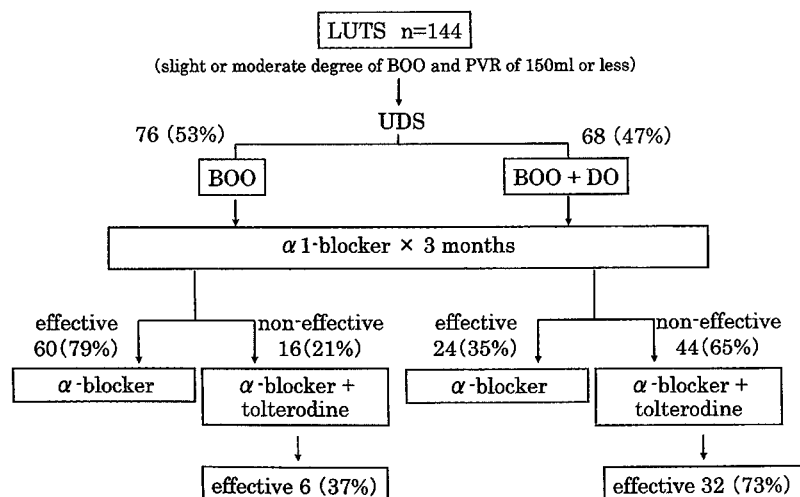 LUTS n=144
(slight or moderate degree of BOO and PVR of 150ml or less)
UDS
76 (53%)
68 (47%)
BOO
BOO + DO
α1-blocker × 3 months
effective
60(79%)
non-effective
16(21%)
effective
24(35%)
non-effective
44(65%)
α-blocker
α-blocker +
tolterodine
α-blocker
α-blocker +
tolterodine
effective 6 (37%)
effective 32 (73%)